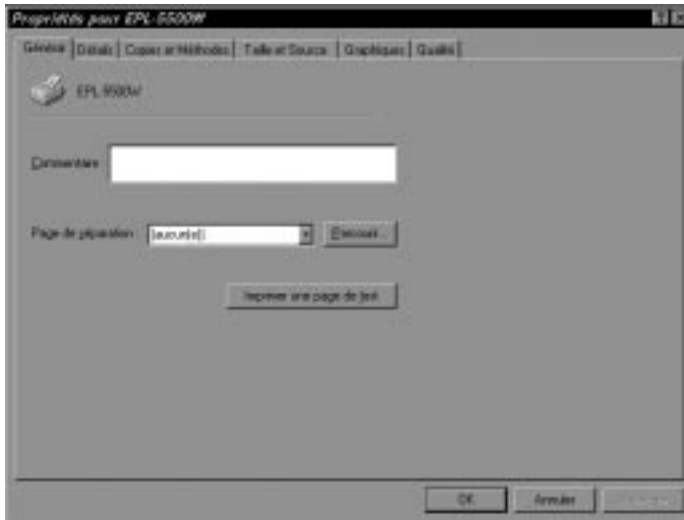 Propriétés pour EPL-5500W
Général Détails Copies et Méthodes Taille et Source Graphiques Qualité
EPL-5500W
Commentaire
Page de séparation (aucun(e)) Parcourir...
Imprimer une page de test
OK Annuler